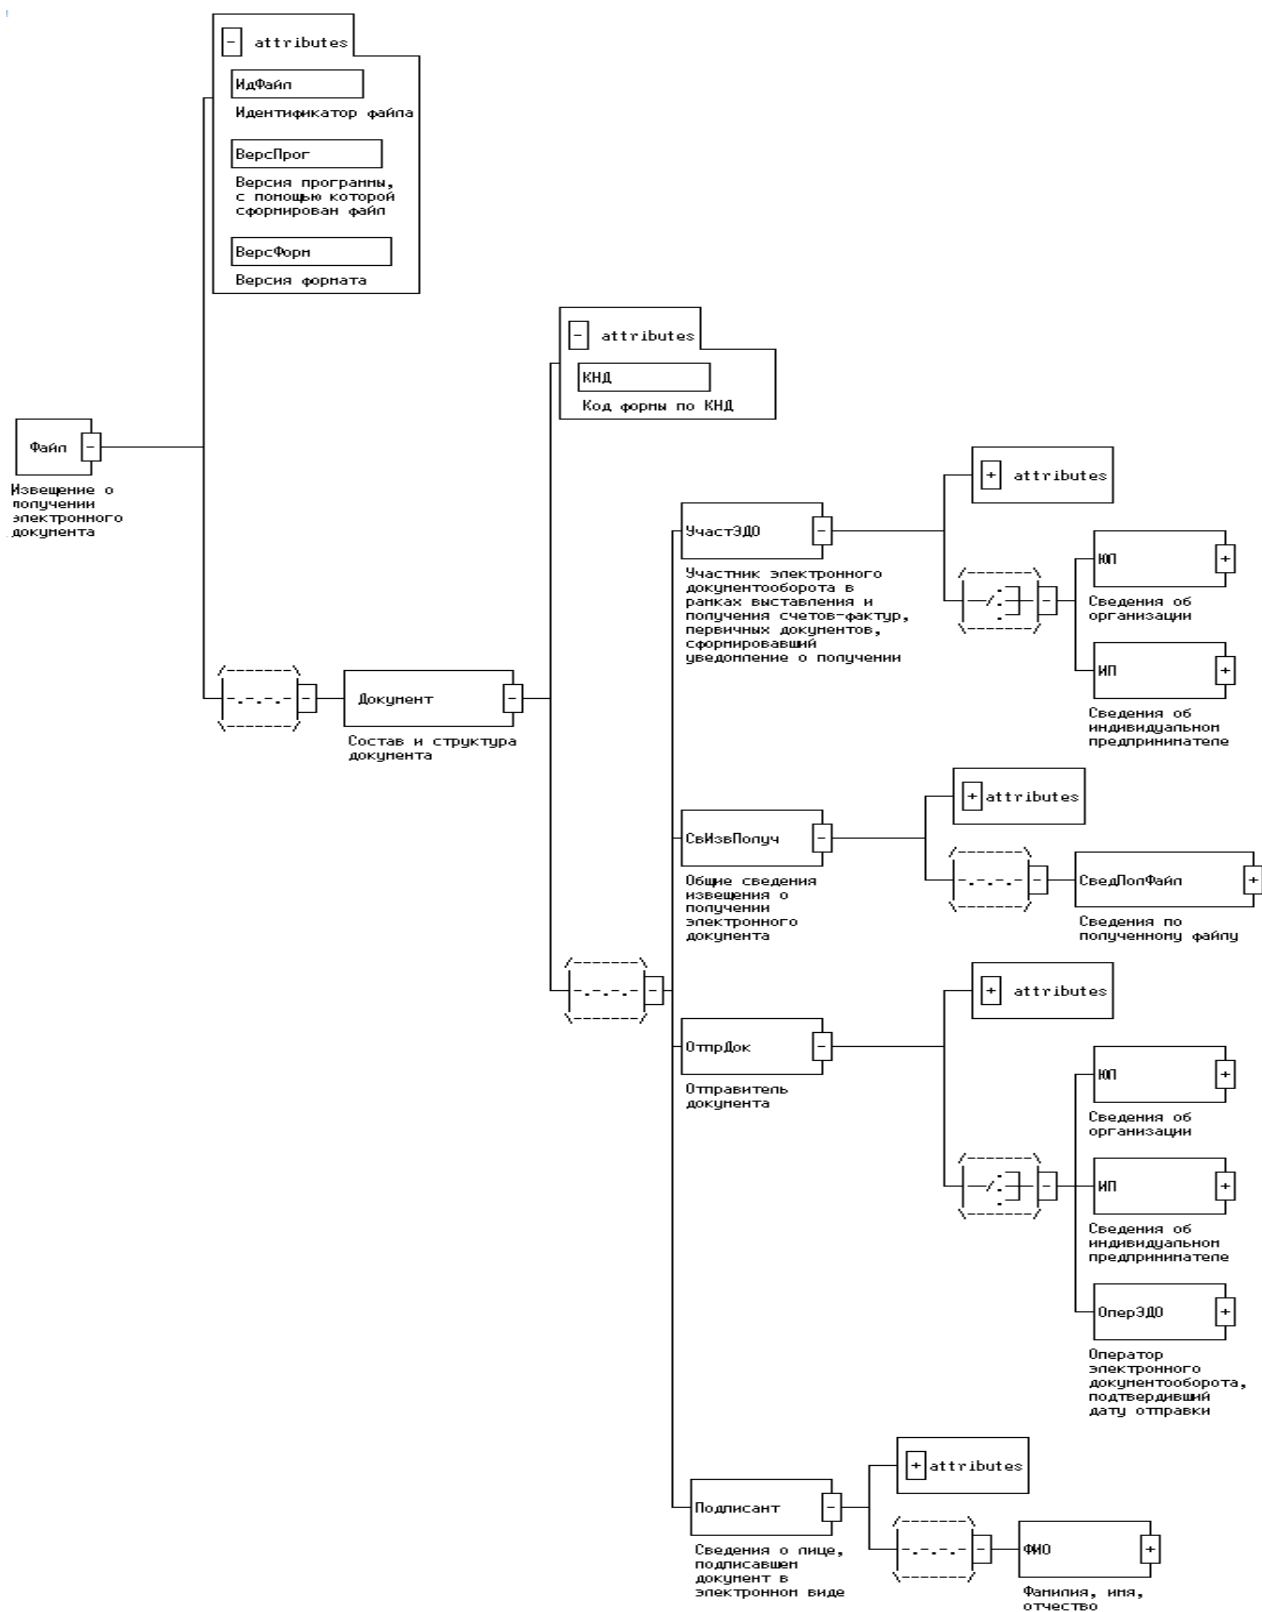 - attributes
ИдФайл
Идентификатор файла
ВерсПрог
Версия программы,
с помощью которой
сформирован файл
ВерсФорм
Версия формата
- attributes
КНД
Код формы по КНД
Файл -
Извещение о
получении
электронного
документа
+ attributes
УчастЭДО -
Участник электронного
документооборота в
рамках выставления и
получения счетов-фактур,
первичных документов,
сформировавший
уведомление о получении
ЮЛ +
Сведения об
организации
ИП +
Сведения об
индивидуальном
предпринимателе
Документ -
Состав и структура
документа
+ attributes
СвИзвПолуч -
Общие сведения
извещения о
получении
электронного
документа
СведПолФайл +
Сведения по
полученному файлу
+ attributes
ОтпрДок -
Отправитель
документа
ЮЛ +
Сведения об
организации
ИП +
Сведения об
индивидуальном
предпринимателе
ОперЭДО +
Оператор
электронного
документооборота,
подтвердивший
дату отправки
+ attributes
Подписант -
Сведения о лице,
подписавшем
документ в
электронном виде
ФИО +
Фамилия, имя,
отчество